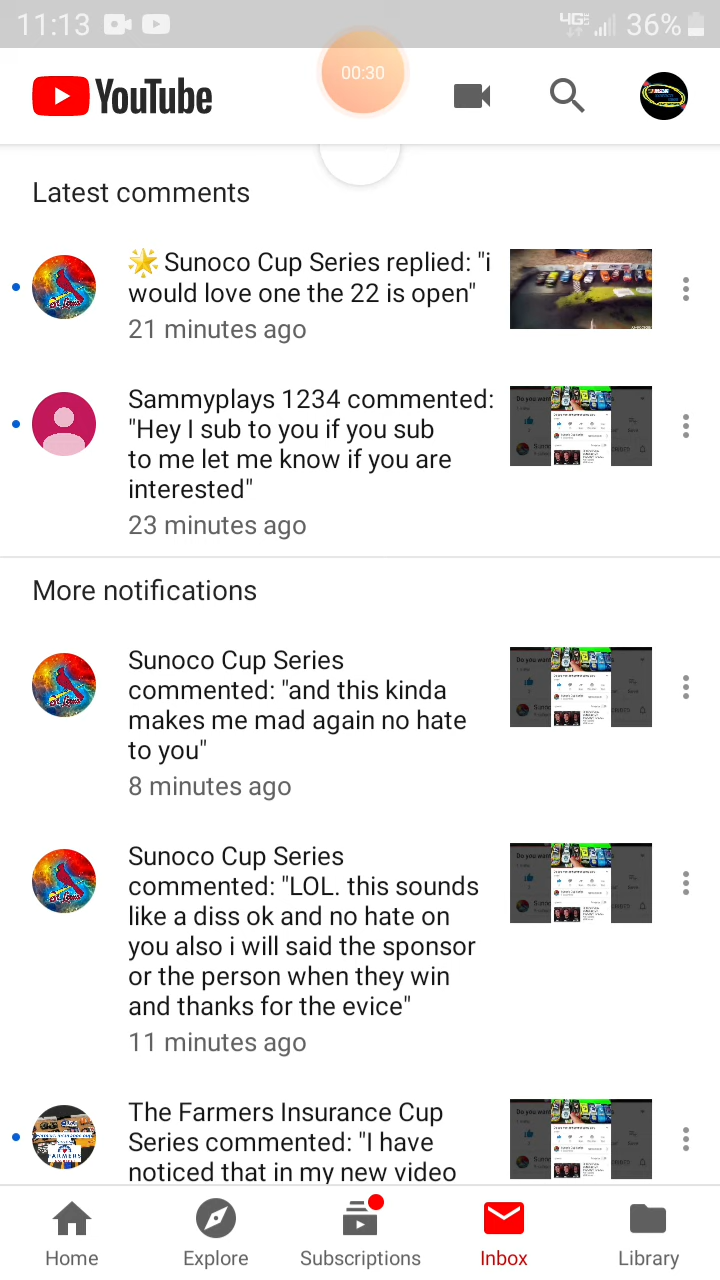 11:13
4G LTE 36%
00:30
YouTube
Latest comments
🌟 Sunoco Cup Series replied: "i
would love one the 22 is open"
21 minutes ago
Sammyplays 1234 commented:
"Hey I sub to you if you sub
to me let me know if you are
interested"
23 minutes ago
More notifications
Sunoco Cup Series
commented: "and this kinda
makes me mad again no hate
to you"
8 minutes ago
Sunoco Cup Series
commented: "LOL. this sounds
like a diss ok and no hate on
you also i will said the sponsor
or the person when they win
and thanks for the evice"
11 minutes ago
The Farmers Insurance Cup
Series commented: "I have
noticed that in my new video
Home Explore Subscriptions Inbox Library